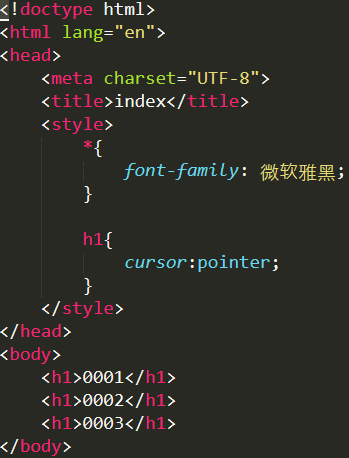 <!doctype html>
<html lang="en">
<head>
    <meta charset="UTF-8">
    <title>index</title>
    <style>
        *{
            font-family: 微软雅黑;
        }

        h1{
            cursor:pointer;
        }
    </style>
</head>
<body>
    <h1>0001</h1>
    <h1>0002</h1>
    <h1>0003</h1>
</body>